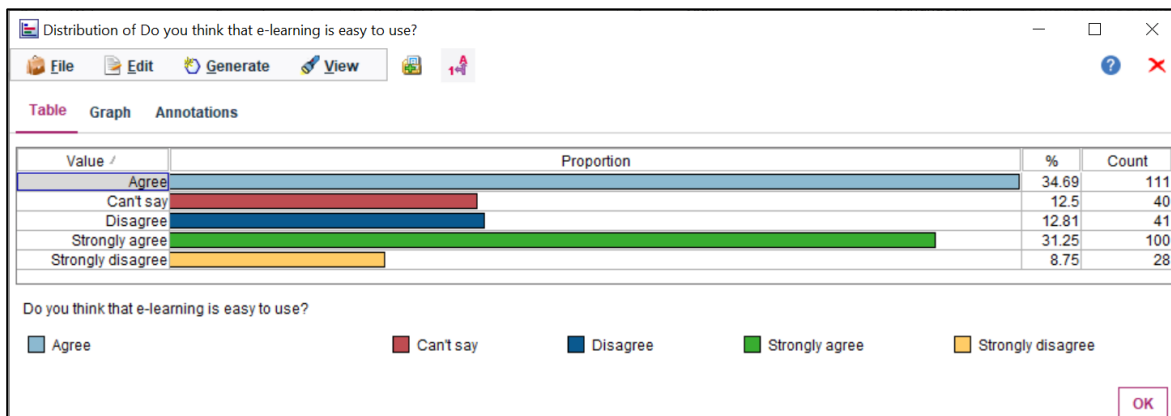 Distribution of Do you think that e-learning is easy to use?
File Edit Generate View
Table Graph Annotations
Value Proportion % Count
Agree 34.69 111
Can't say 12.5 40
Disagree 12.81 41
Strongly agree 31.25 100
Strongly disagree 8.75 28
Do you think that e-learning is easy to use?
Agree Can't say Disagree Strongly agree Strongly disagree
OK